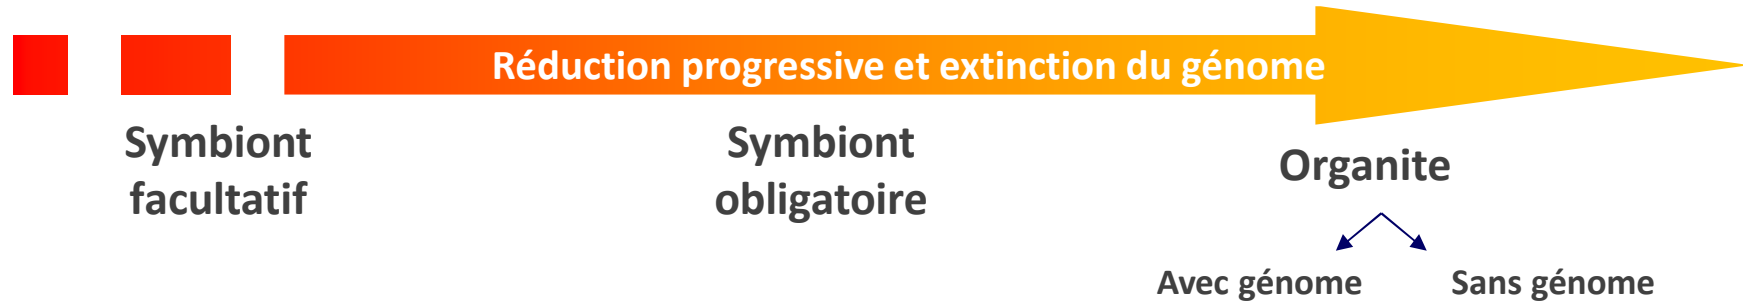 Réduction progressive et extinction du génome
Symbiont
facultatif
Symbiont
obligatoire
Organite
Avec génome
Sans génome